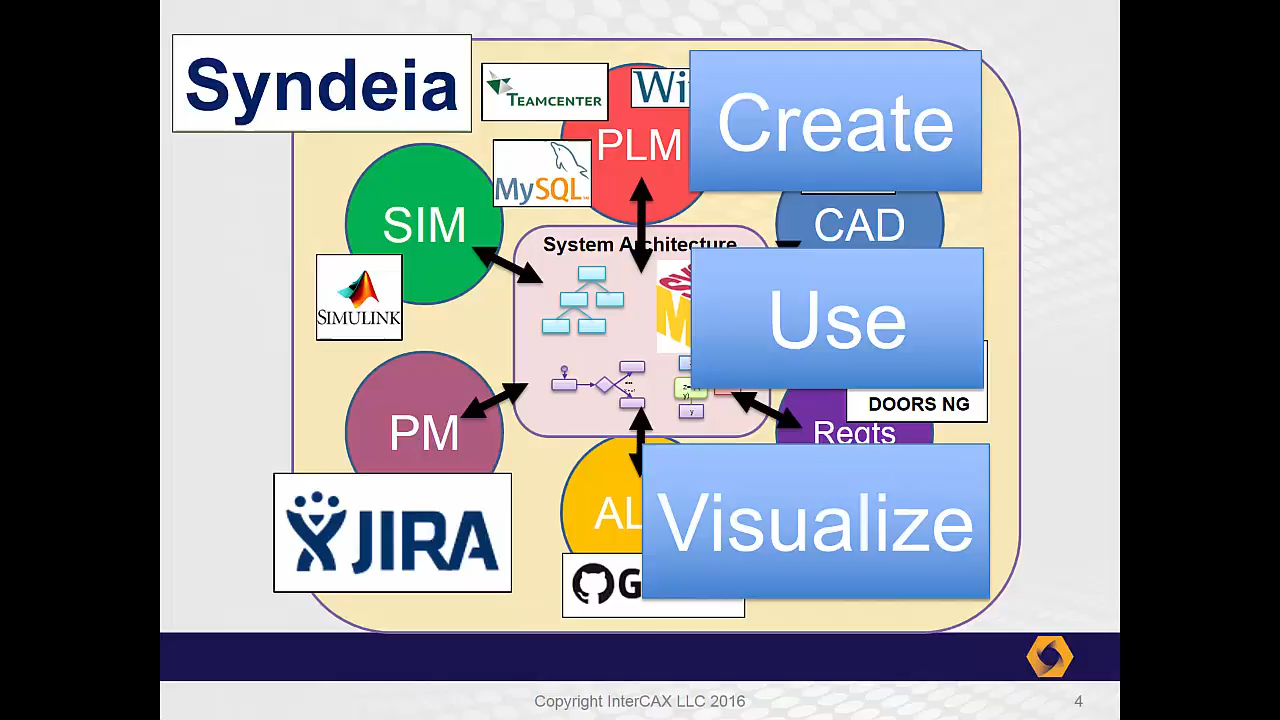 Syndeia
TEAMCENTER
Wi
Create
PLM
MySQL
SIM
CAD
System Architecture
SIMULINK
Use
DOORS NG
PM
Reqts
Visualize
JIRA
AL
G
y
Copyright InterCAX LLC 2016
4